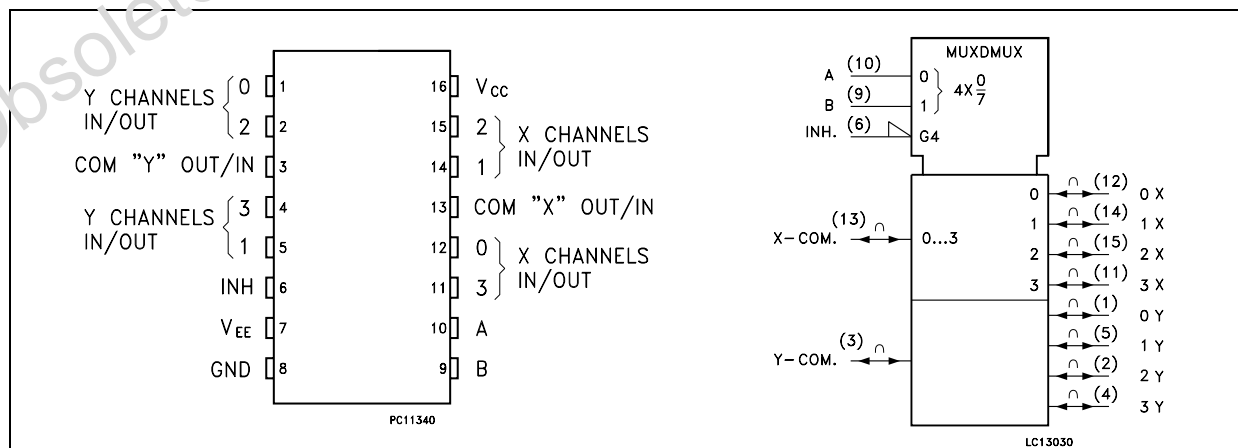 Obsolete
Y CHANNELS IN/OUT
0
2
COM "Y" OUT/IN
Y CHANNELS IN/OUT
3
1
INH
VEE
GND
1
2
3
4
5
6
7
8
16
15
14
13
12
11
10
9
VCC
2
1
X CHANNELS IN/OUT
COM "X" OUT/IN
0
3
X CHANNELS IN/OUT
A
B
PC11340
MUXDMUX
A (10) 0
B (9) 1
4X 0/7
INH. (6) G4
X-COM. (13) 0...3
0 ∩ (12) 0 X
1 ∩ (14) 1 X
2 ∩ (15) 2 X
3 ∩ (11) 3 X
∩ (1) 0 Y
∩ (5) 1 Y
Y-COM. (3) ∩
∩ (2) 2 Y
∩ (4) 3 Y
LC13030